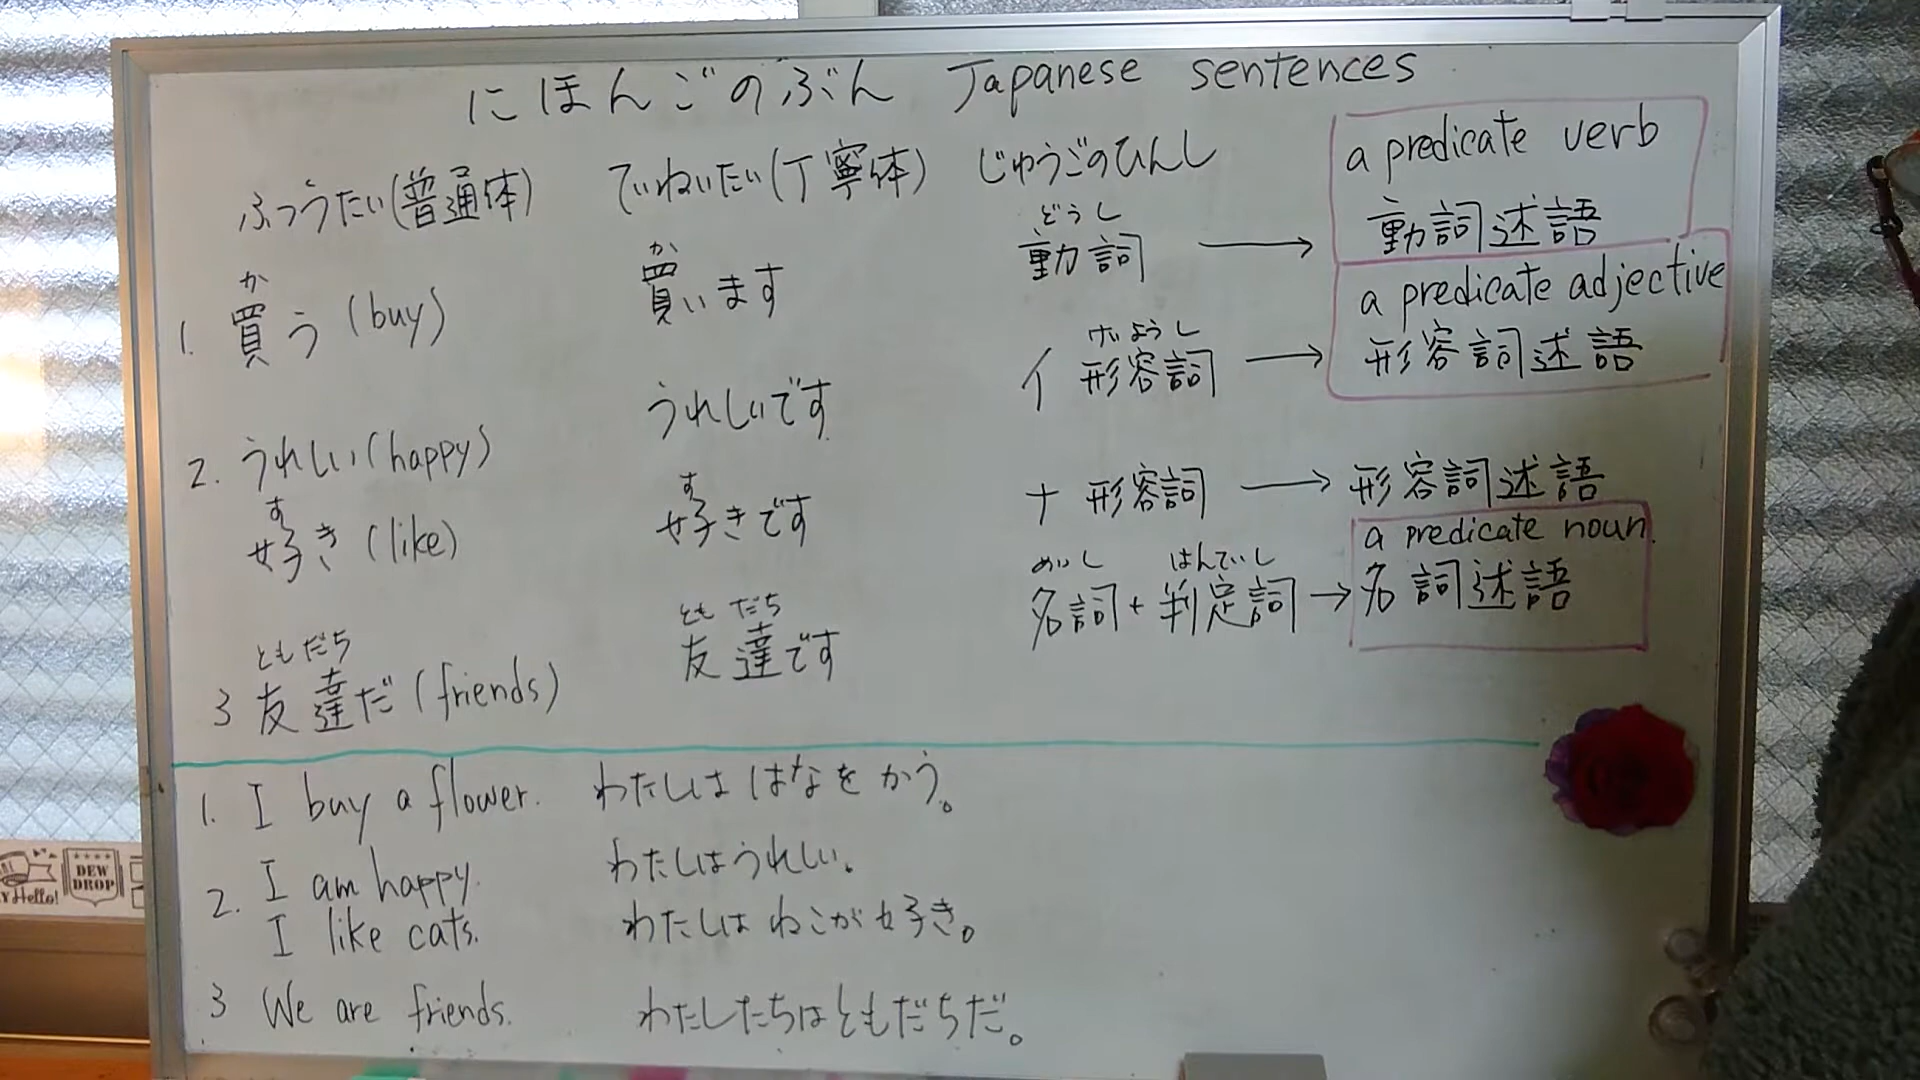 にほんごのぶん Japanese sentences
ふつうたい(普通体) ていねいたい(丁寧体) じゅつごのひんし
a predicate verb
どうし
動詞 → 動詞述語
か か
1. 買う (buy) 買います
a predicate adjective
けいようし
イ形容詞 → 形容詞述語
2. うれしい (happy) うれしいです
す す
好き (like) 好きです ナ形容詞 → 形容詞述語
a predicate noun.
めいし はんていし
名詞 + 判定詞 → 名詞述語
ともだち ともだち
3 友達だ (friends) 友達です
1. I buy a flower. わたしは はなを かう。
2. I am happy. わたしはうれしい。
I like cats. わたしは ねこが好き。
3 We are friends. わたしたちはともだちだ。
Hello!
DEW
DROP